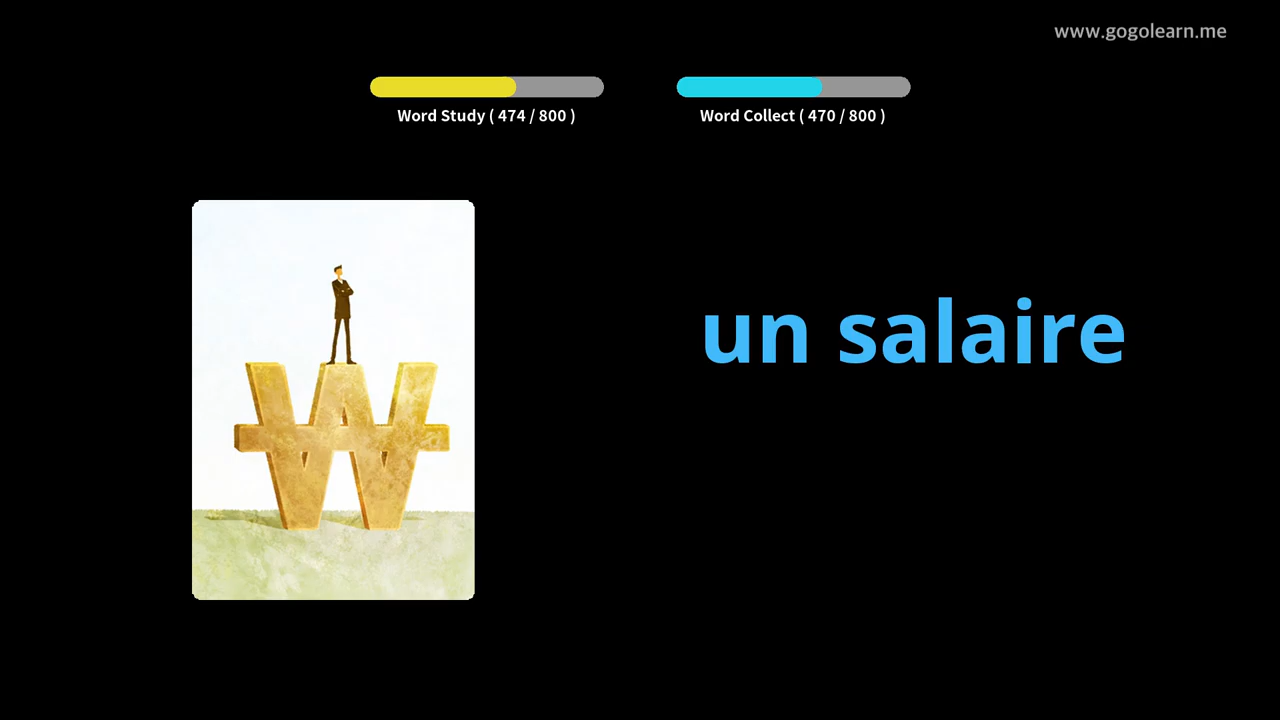 www.gogolearn.me
Word Study ( 474 / 800 )
Word Collect ( 470 / 800 )
un salaire
₩